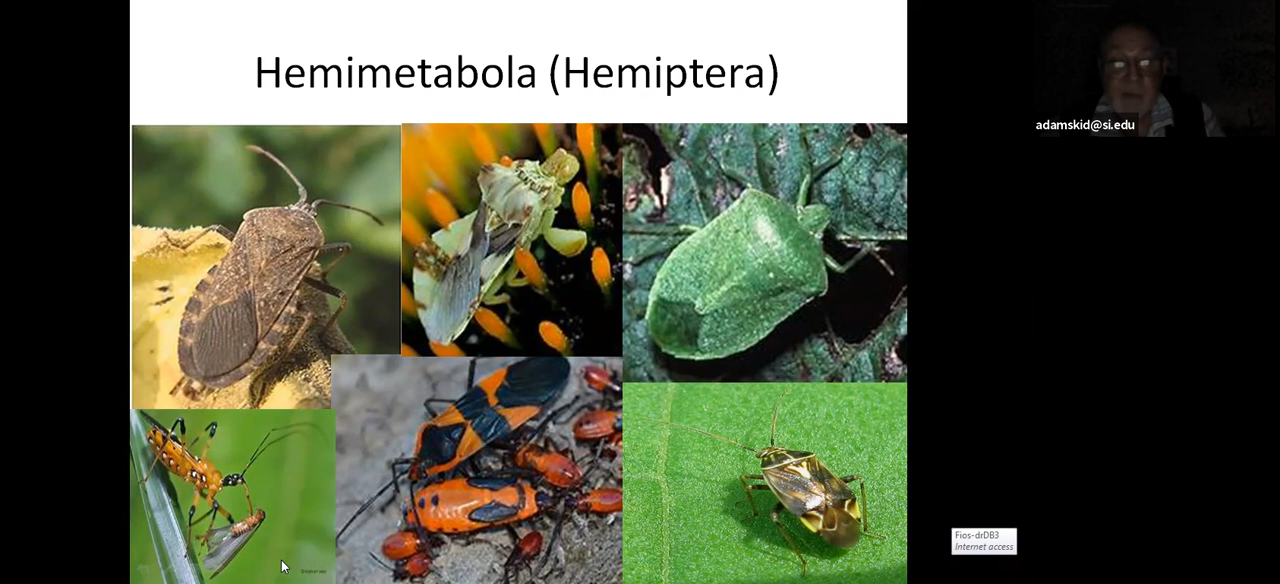 Hemimetabola (Hemiptera)
adamskid@si.edu
Fios-drDB3
Internet access